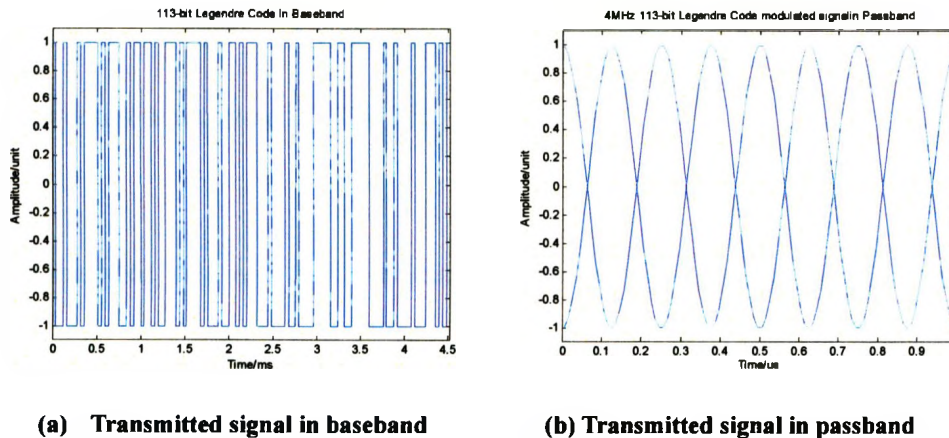 113-bit Legendre Code in Baseband
Amplitude/unit
1
0.8
0.6
0.4
0.2
0
-0.2
-0.4
-0.6
-0.8
-1
0 0.5 1 1.5 2 2.5 3 3.5 4 4.5
Time/ms
4MHz 113-bit Legendre Code modulated signalin Passband
Amplitude/unit
1
0.8
0.6
0.4
0.2
0
-0.2
-0.4
-0.6
-0.8
-1
0 0.1 0.2 0.3 0.4 0.5 0.6 0.7 0.8 0.9
Time/us
(a) Transmitted signal in baseband
(b) Transmitted signal in passband